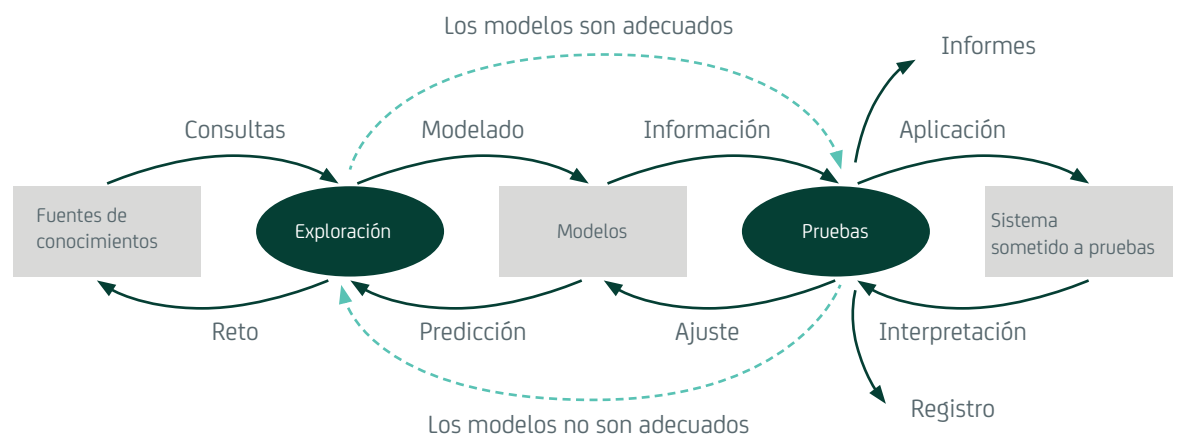 Los modelos son adecuados
Informes
Consultas
Modelado
Información
Aplicación
Fuentes de
conocimientos
Exploración
Modelos
Pruebas
Sistema
sometido a pruebas
Reto
Predicción
Ajuste
Interpretación
Registro
Los modelos no son adecuados